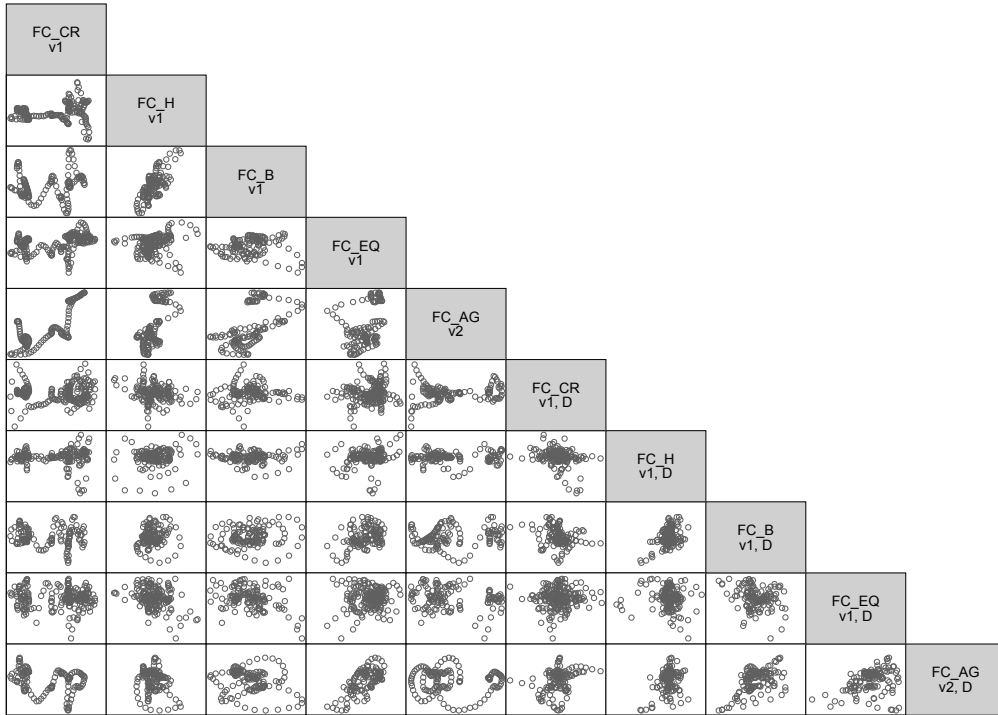 FC_CR
v1
FC_H
v1
FC_B
v1
FC_EQ
v1
FC_AG
v2
FC_CR
v1, D
FC_H
v1, D
FC_B
v1, D
FC_EQ
v1, D
FC_AG
v2, D